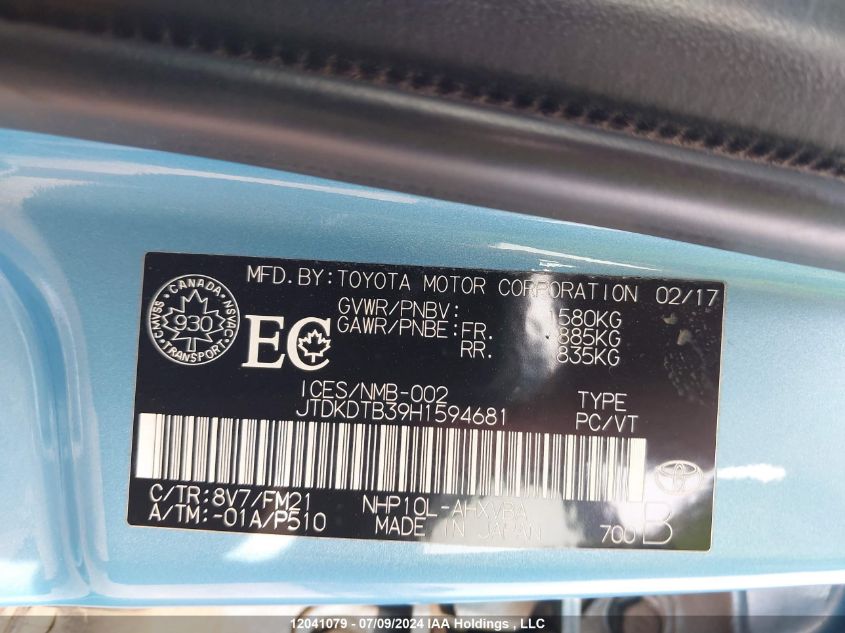 MFD.BY:TOYOTA MOTOR CORPORATION 02/17
CMVSS · CANADA · NSVAC
930
TRANSPORT
EC
GVWR/PNBV: 1580KG
GAWR/PNBE: FR. 885KG
RR. 835KG
ICES/NMB-002
JTDKDTB39H1594681
TYPE
PC/VT
C/TR:8V7/FM21
A/TM:-01A/P510
NHP10L-AHXVBA
MADE IN JAPAN
700 B
12041079 - 07/09/2024 IAA Holdings , LLC